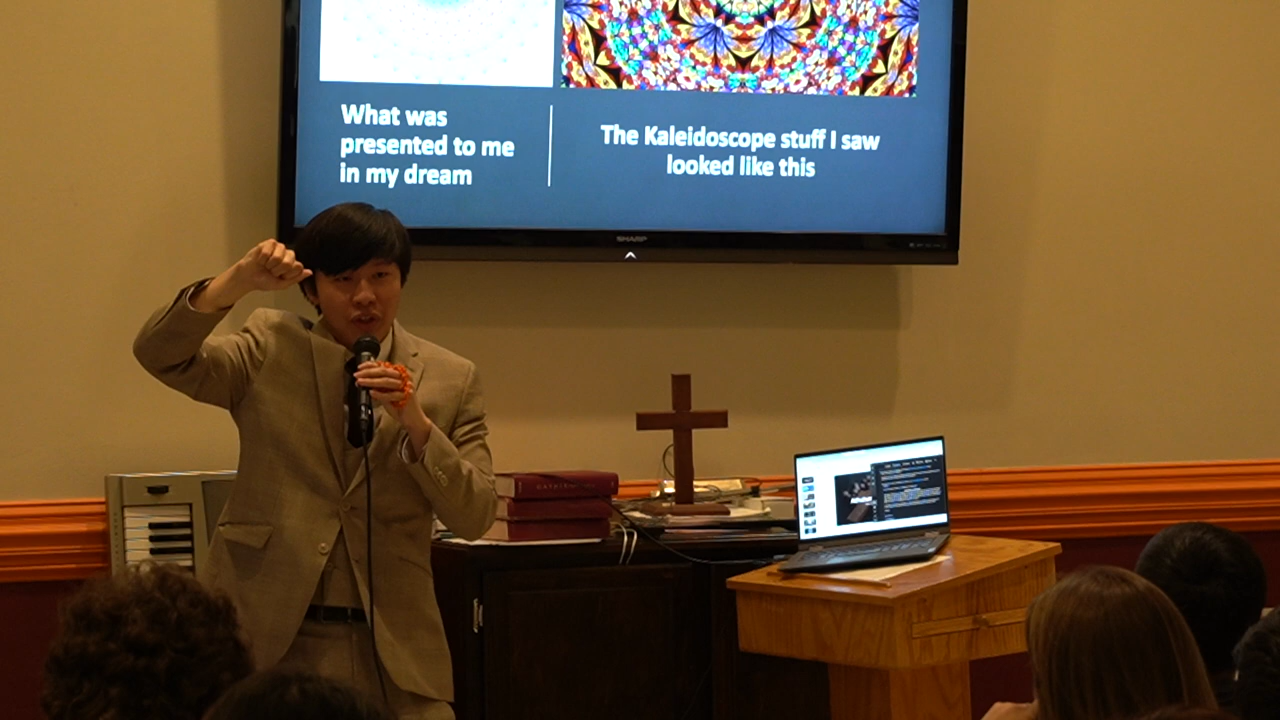 What was
presented to me
in my dream
The Kaleidoscope stuff I saw
looked like this
SHARP